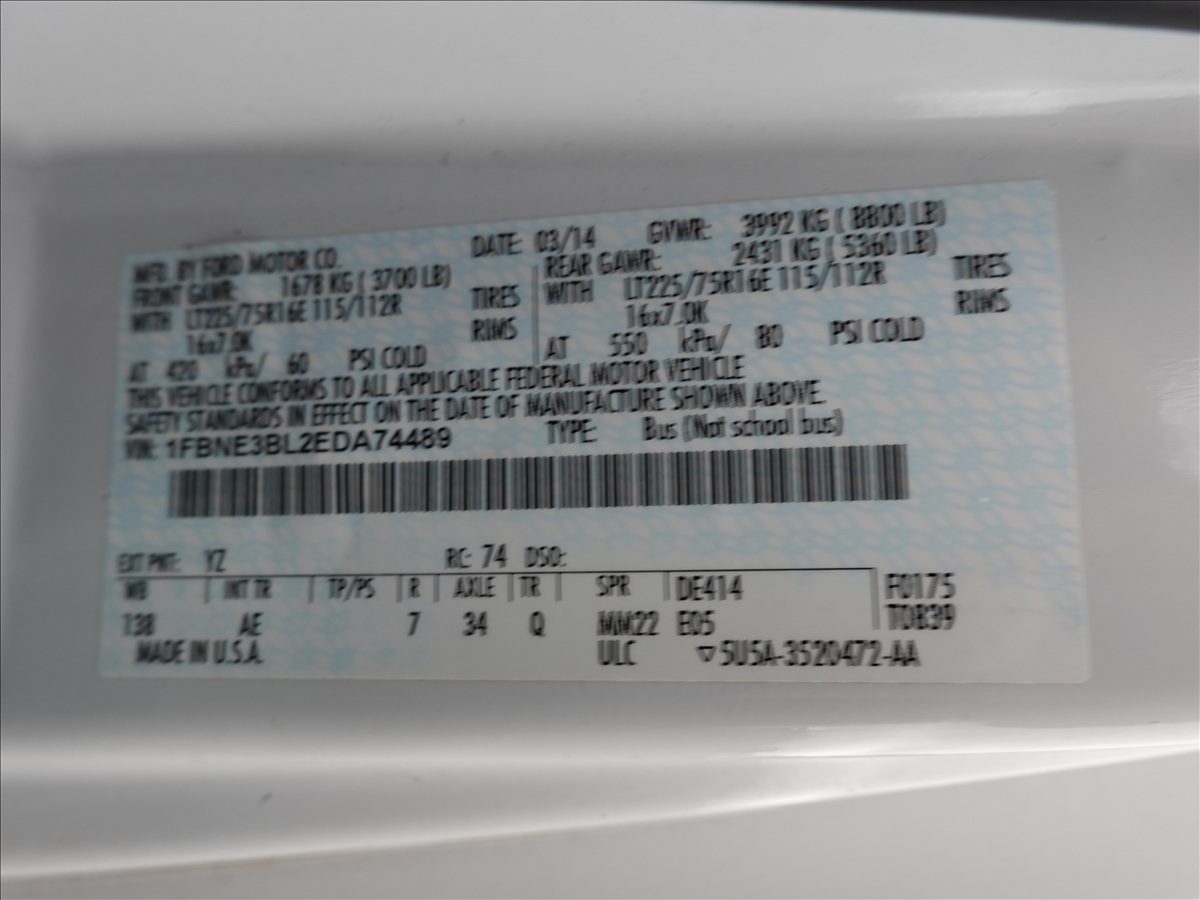 MFD. BY FORD MOTOR CO. DATE: 03/14 GVWR: 3992 KG ( 8800 LB)
FRONT GAWR: 1678 KG ( 3700 LB) REAR GAWR: 2431 KG ( 5360 LB)
WITH LT225/75R16E 115/112R TIRES WITH LT225/75R16E 115/112R TIRES
16x7.0K RIMS 16x7.0K RIMS
AT 420 kPa/ 60 PSI COLD AT 550 kPa/ 80 PSI COLD
THIS VEHICLE CONFORMS TO ALL APPLICABLE FEDERAL MOTOR VEHICLE
SAFETY STANDARDS IN EFFECT ON THE DATE OF MANUFACTURE SHOWN ABOVE.
VIN: 1FBNE3BL2EDA74489 TYPE: Bus (Not school bus)
EXT PNT: YZ RC: 74 DSO:
WB INT TR TP/PS R AXLE TR SPR DE414 F0175
138 AE 7 34 Q MM22 E05 T0839
MADE IN U.S.A. ULC ▽5U5A-3520472-AA